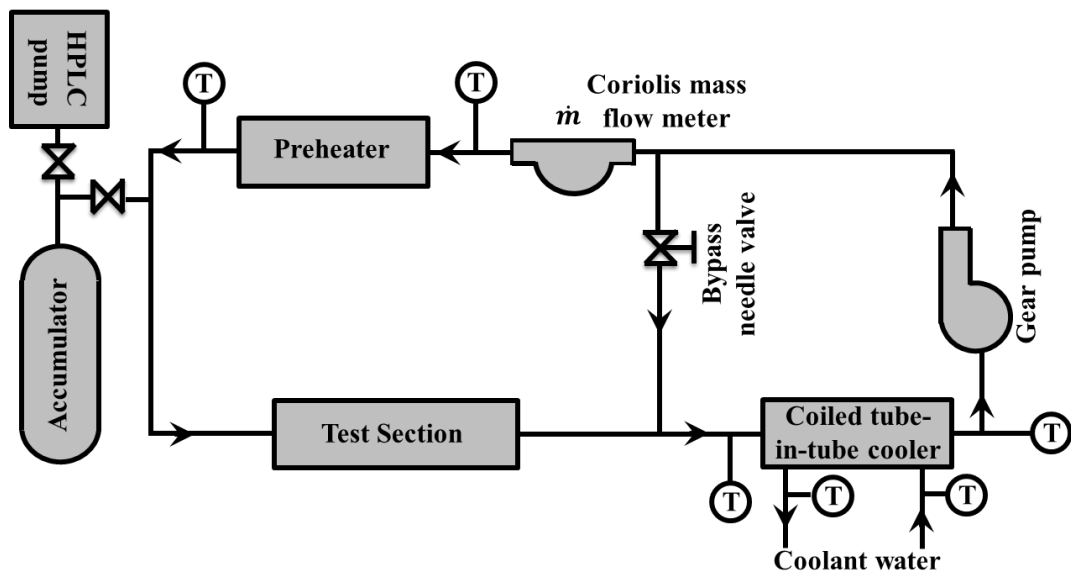 HPLC
pump
T
T
Coriolis mass
ṁ flow meter
Preheater
Bypass
needle valve
Gear pump
Accumulator
Test Section
Coiled tube-
in-tube cooler
T
T
T
T
Coolant water